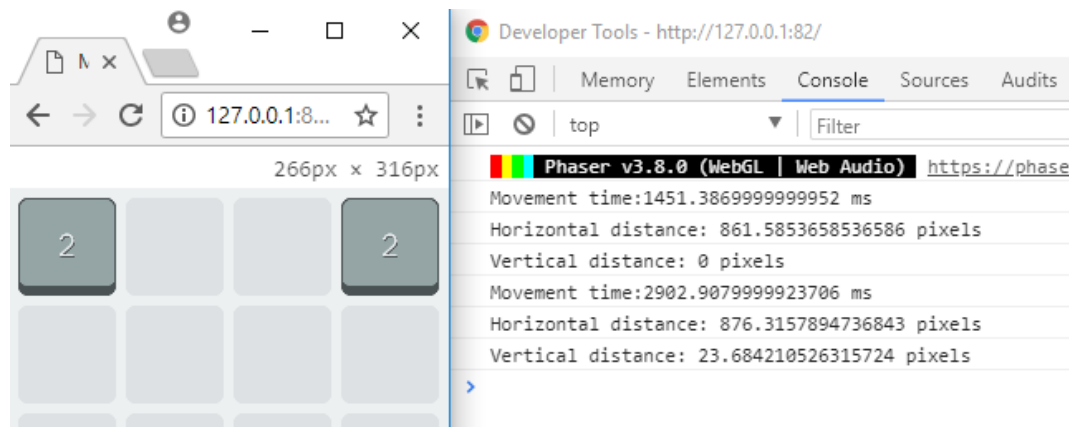 M
127.0.0.1:8...
266px × 316px
2
2
Developer Tools - http://127.0.0.1:82/
Memory Elements Console Sources Audits
top Filter
Phaser v3.8.0 (WebGL | Web Audio) https://phase
Movement time:1451.3869999999952 ms
Horizontal distance: 861.5853658536586 pixels
Vertical distance: 0 pixels
Movement time:2902.9079999923706 ms
Horizontal distance: 876.3157894736843 pixels
Vertical distance: 23.684210526315724 pixels